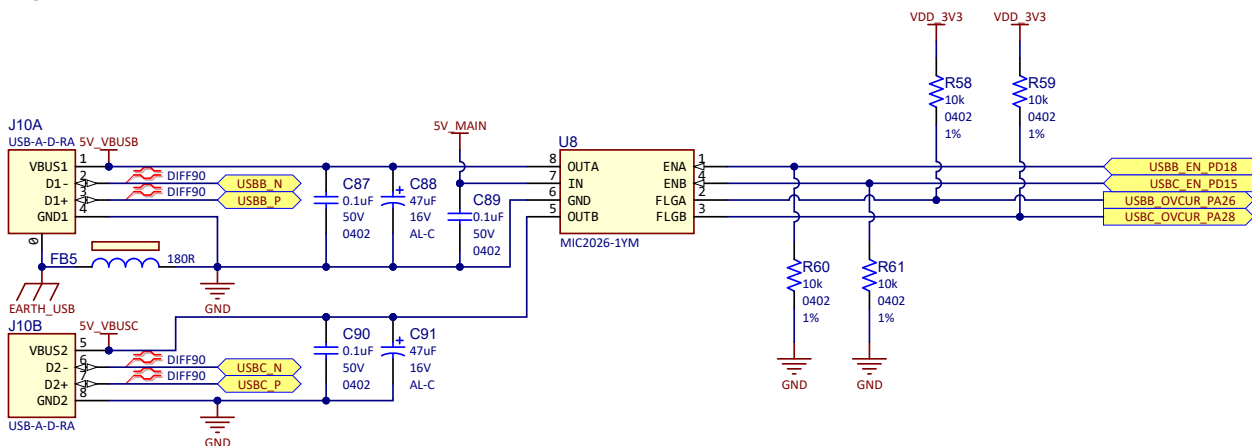 VDD_3V3
VDD_3V3
R58
10k
0402
1%
R59
10k
0402
1%
J10A
USB-A-D-RA
5V_VBUSB
VBUS1
1
D1-
2
DIFF90
USBB_N
D1+
3
DIFF90
USBB_P
GND1
4
0
FB5
180R
EARTH_USB
GND
C87
0.1uF
50V
0402
C88
47uF
16V
AL-C
5V_MAIN
C89
0.1uF
50V
0402
U8
8
OUTA
ENA
1
7
IN
ENB
4
6
GND
FLGA
2
5
OUTB
FLGB
3
MIC2026-1YM
USBB_EN_PD18
USBC_EN_PD15
USBB_OVCUR_PA26
USBC_OVCUR_PA28
R60
10k
0402
1%
GND
R61
10k
0402
1%
GND
J10B
5V_VBUSC
VBUS2
5
D2-
6
DIFF90
USBC_N
D2+
7
DIFF90
USBC_P
GND2
8
USB-A-D-RA
GND
C90
0.1uF
50V
0402
C91
47uF
16V
AL-C